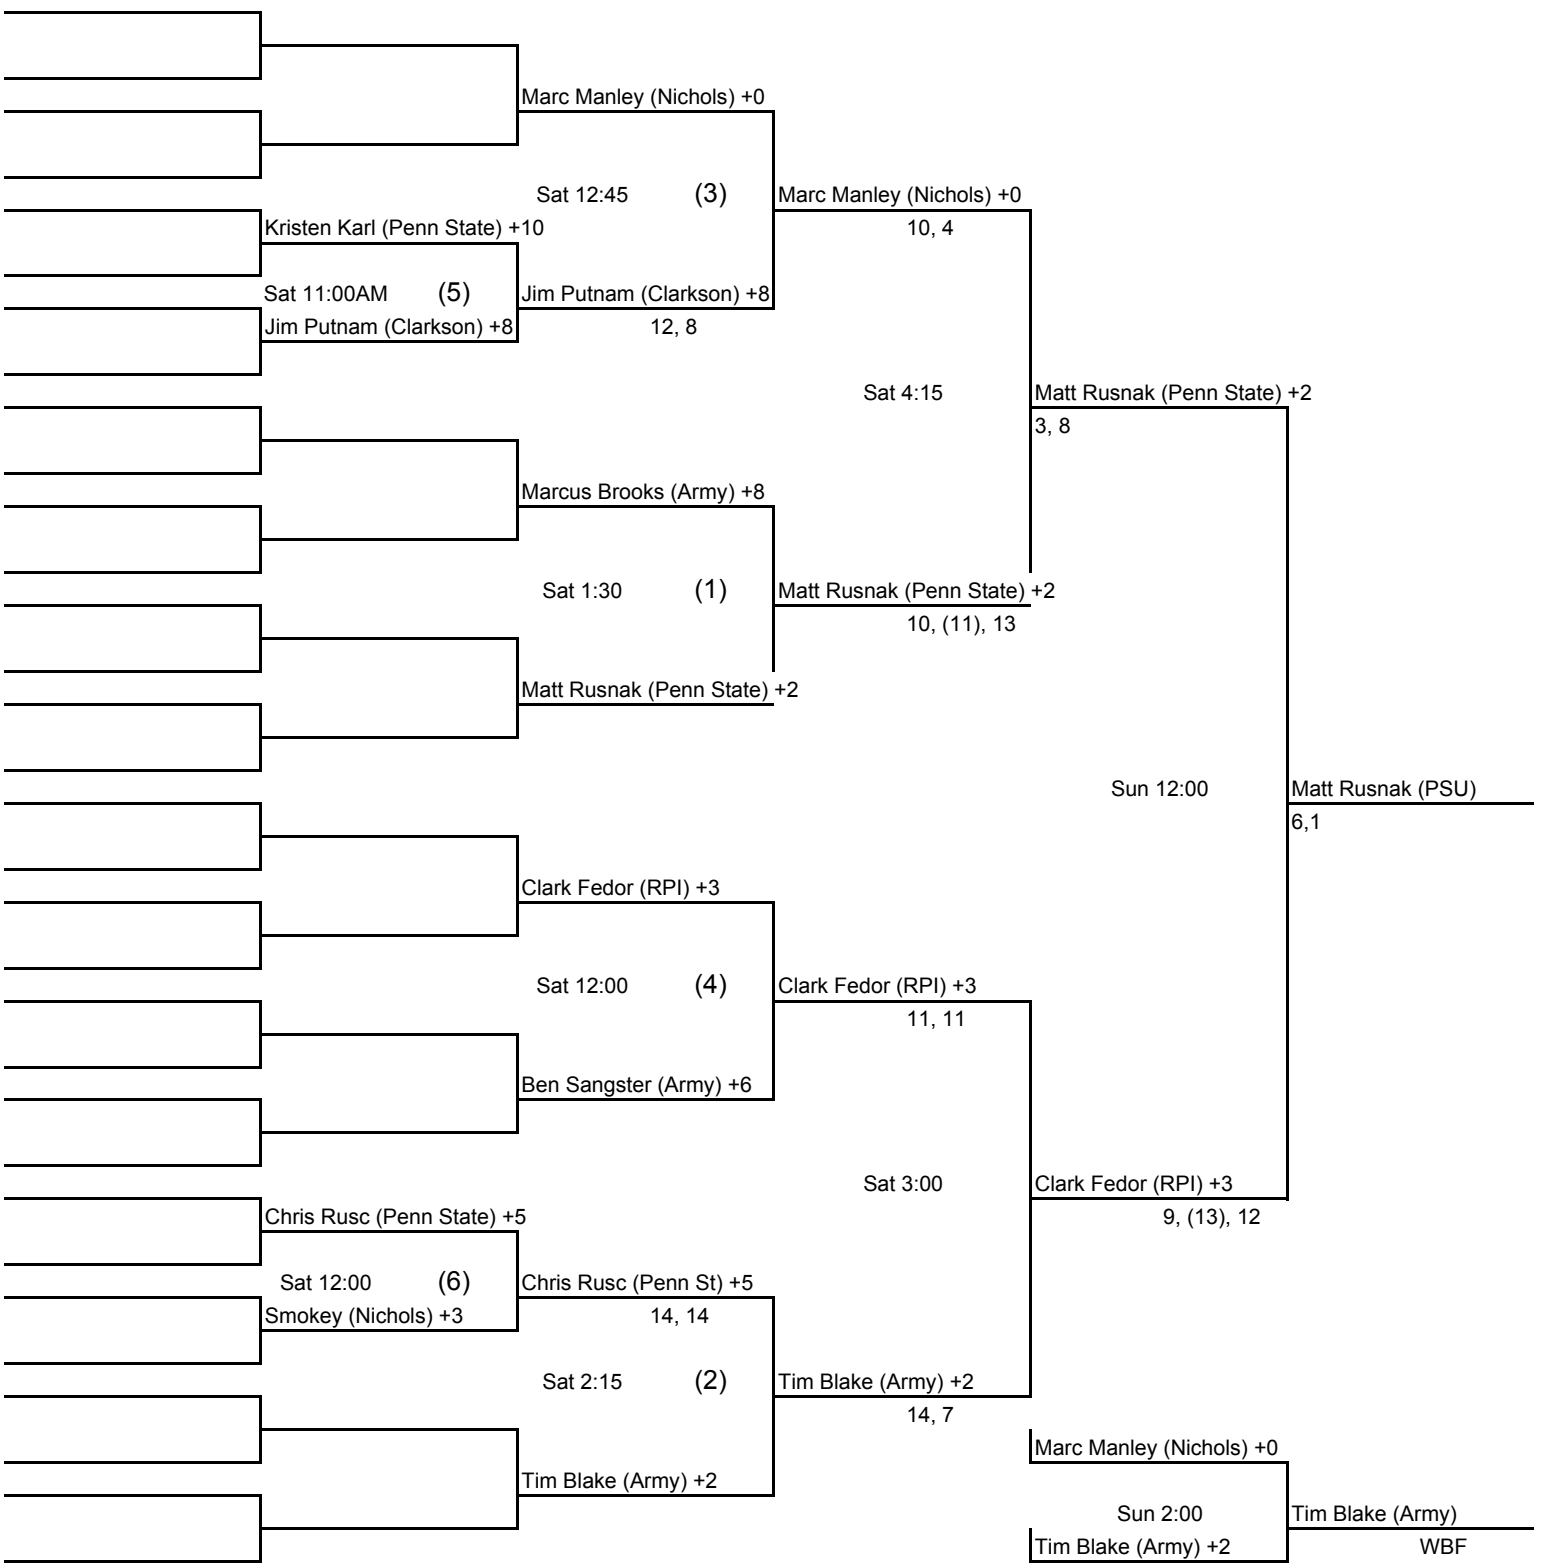 Marc Manley (Nichols) +0
Sat 12:45 (3) Marc Manley (Nichols) +0
Kristen Karl (Penn State) +10 10, 4
Sat 11:00AM (5) Jim Putnam (Clarkson) +8
Jim Putnam (Clarkson) +8 12, 8
Sat 4:15 Matt Rusnak (Penn State) +2
3, 8
Marcus Brooks (Army) +8
Sat 1:30 (1) Matt Rusnak (Penn State) +2
10, (11), 13
Matt Rusnak (Penn State) +2
Sun 12:00 Matt Rusnak (PSU)
6,1
Clark Fedor (RPI) +3
Sat 12:00 (4) Clark Fedor (RPI) +3
11, 11
Ben Sangster (Army) +6
Sat 3:00 Clark Fedor (RPI) +3
Chris Rusc (Penn State) +5 9, (13), 12
Sat 12:00 (6) Chris Rusc (Penn St) +5
Smokey (Nichols) +3 14, 14
Sat 2:15 (2) Tim Blake (Army) +2
14, 7
Marc Manley (Nichols) +0
Tim Blake (Army) +2
Sun 2:00 Tim Blake (Army)
Tim Blake (Army) +2 WBF